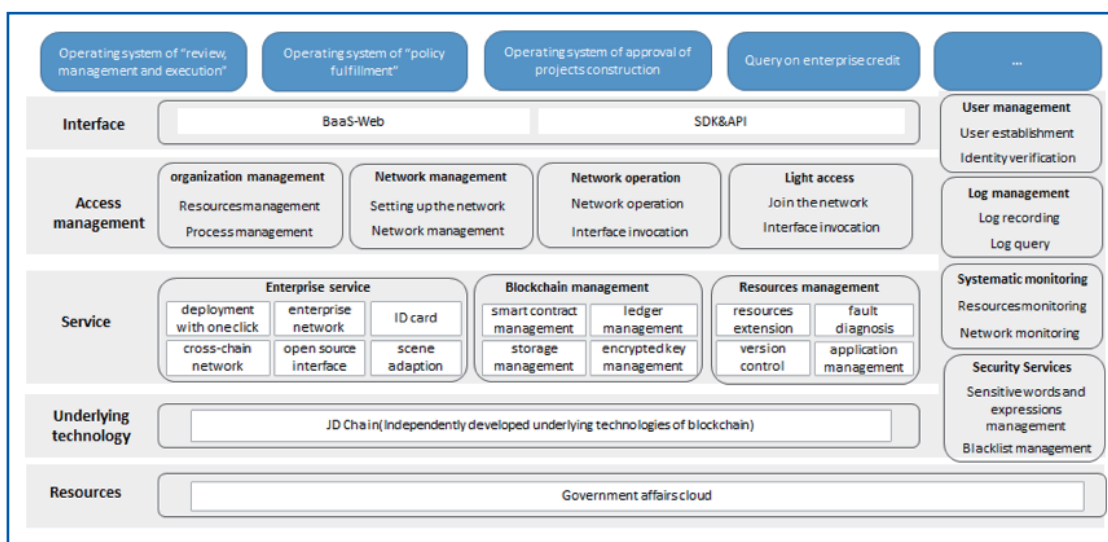 Operating system of "review,
management and execution"
Operating system of "policy
fulfillment"
Operating system of approval of
projects construction
Query on enterprise credit
...
Interface
BaaS-Web
SDK&API
Access
management
organization management
Resources management
Process management
Network management
Setting up the network
Network management
Network operation
Network operation
Interface invocation
Light access
Join the network
Interface invocation
Service
Enterprise service
deployment
with one click
enterprise
network
ID card
cross-chain
network
open source
interface
scene
adaption
Blockchain management
smart contract
management
ledger
management
storage
management
encrypted key
management
Resources management
resources
extension
fault
diagnosis
version
control
application
management
Underlying
technology
JD Chain(Independently developed underlying technologies of blockchain)
Resources
Government affairs cloud
User management
User establishment
Identity verification
Log management
Log recording
Log query
Systematic monitoring
Resources monitoring
Network monitoring
Security Services
Sensitive words and
expressions
management
Blacklist management